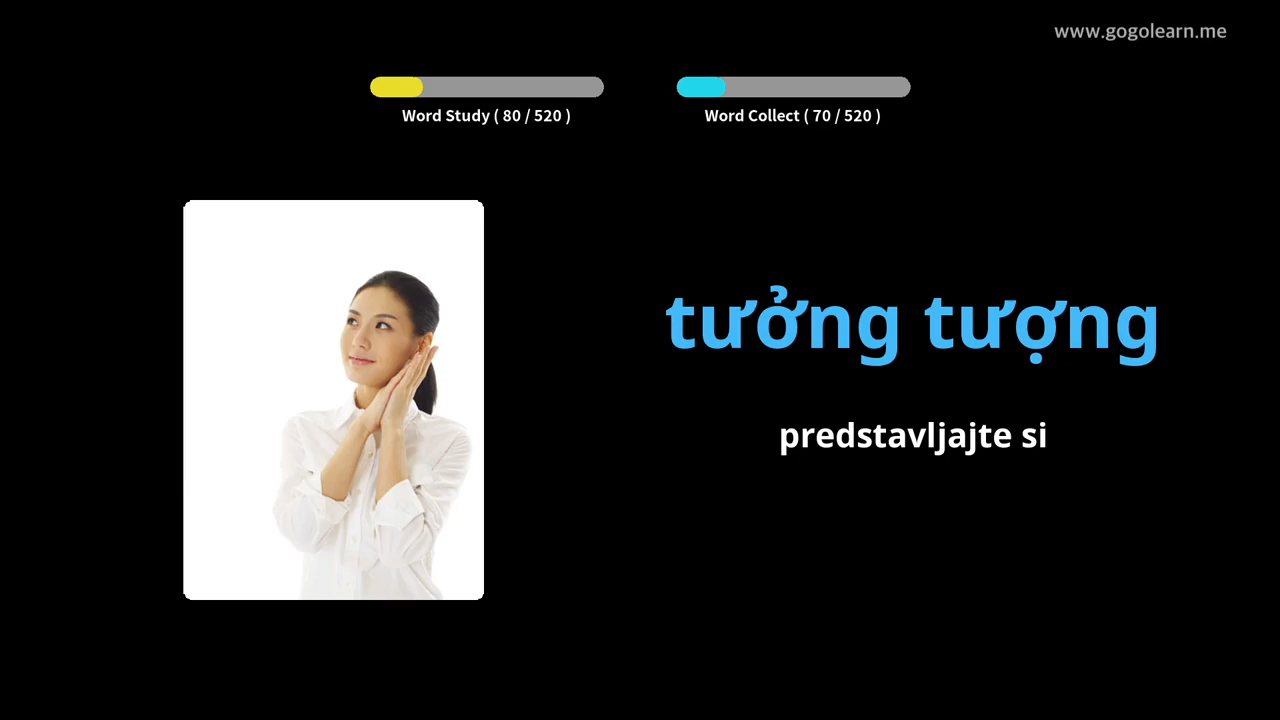 www.gogolearn.me
Word Study ( 80 / 520 )
Word Collect ( 70 / 520 )
tưởng tượng
predstavljajte si